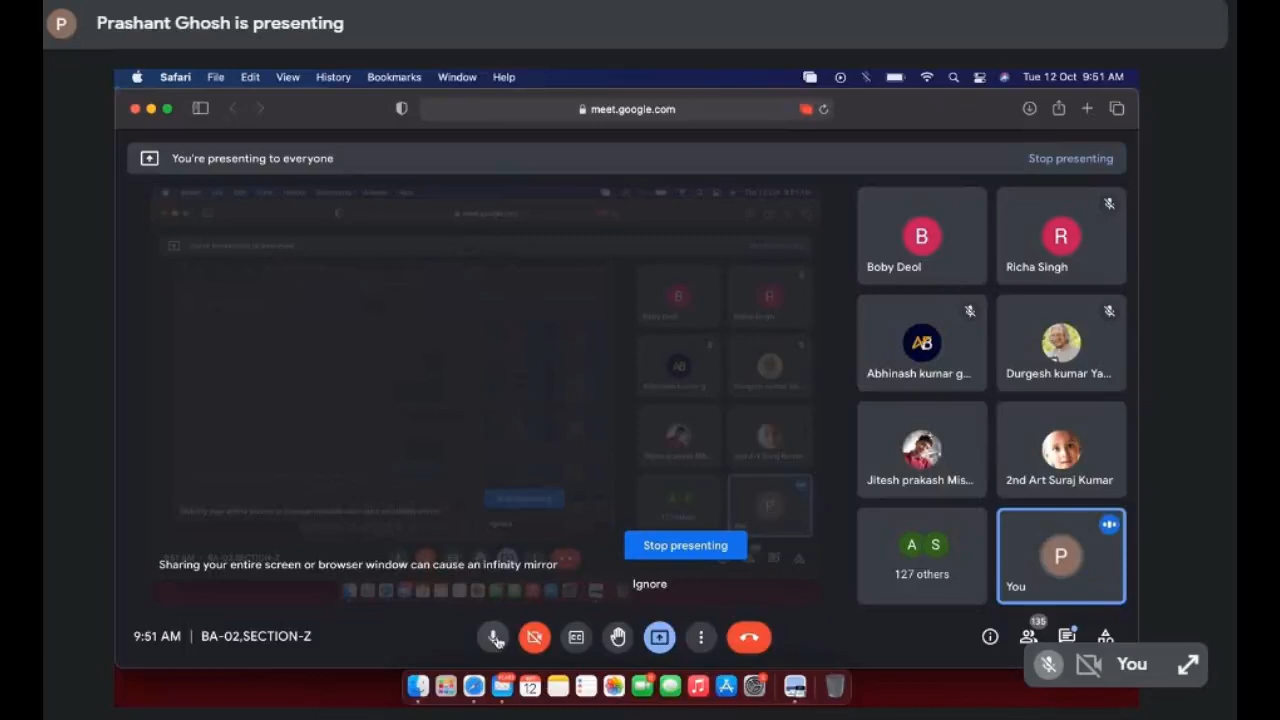 P Prashant Ghosh is presenting
Safari File Edit View History Bookmarks Window Help Tue 12 Oct 9:51 AM
meet.google.com
You're presenting to everyone Stop presenting
B R
Boby Deol Richa Singh
AB
Abhinash kumar g... Durgesh kumar Ya...
Jitesh prakash Mis... 2nd Art Suraj Kumar
Stop presenting
Sharing your entire screen or browser window can cause an infinity mirror
Ignore
A S P
127 others
You
9:51 AM | BA-02,SECTION-Z
CC
135
You
12